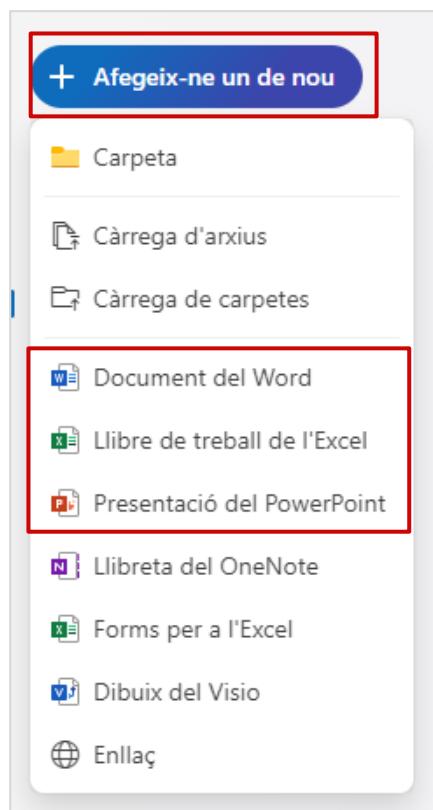 Afegeix-ne un de nou
Carpeta
Càrrega d'arxius
Càrrega de carpetes
Document del Word
Llibre de treball de l'Excel
Presentació del PowerPoint
Llibreta del OneNote
Forms per a l'Excel
Dibuix del Visio
Enllaç